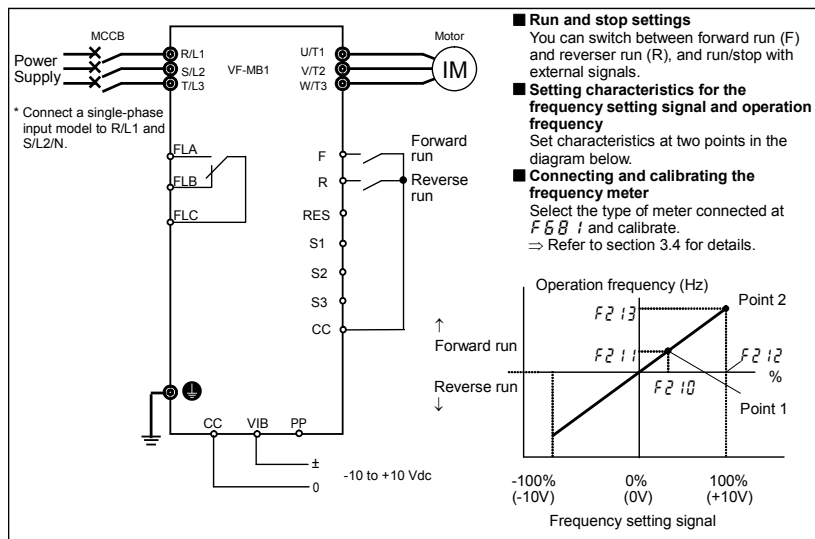 MCCB
Power
Supply
R/L1
S/L2
T/L3
VF-MB1
U/T1
V/T2
W/T3
Motor
IM
* Connect a single-phase
input model to R/L1 and
S/L2/N.
FLA
FLB
FLC
F
R
RES
S1
S2
S3
CC
Forward
run
Reverse
run
CC
VIB
PP
±
0
-10 to +10 Vdc
■ Run and stop settings
You can switch between forward run (F)
and reverser run (R), and run/stop with
external signals.
■ Setting characteristics for the
frequency setting signal and operation
frequency
Set characteristics at two points in the
diagram below.
■ Connecting and calibrating the
frequency meter
Select the type of meter connected at
F681 and calibrate.
⇒ Refer to section 3.4 for details.
Operation frequency (Hz)
F213
Point 2
↑
Forward run
F211
F212
%
Reverse run
↓
F210
Point 1
-100%
(-10V)
0%
(0V)
100%
(+10V)
Frequency setting signal